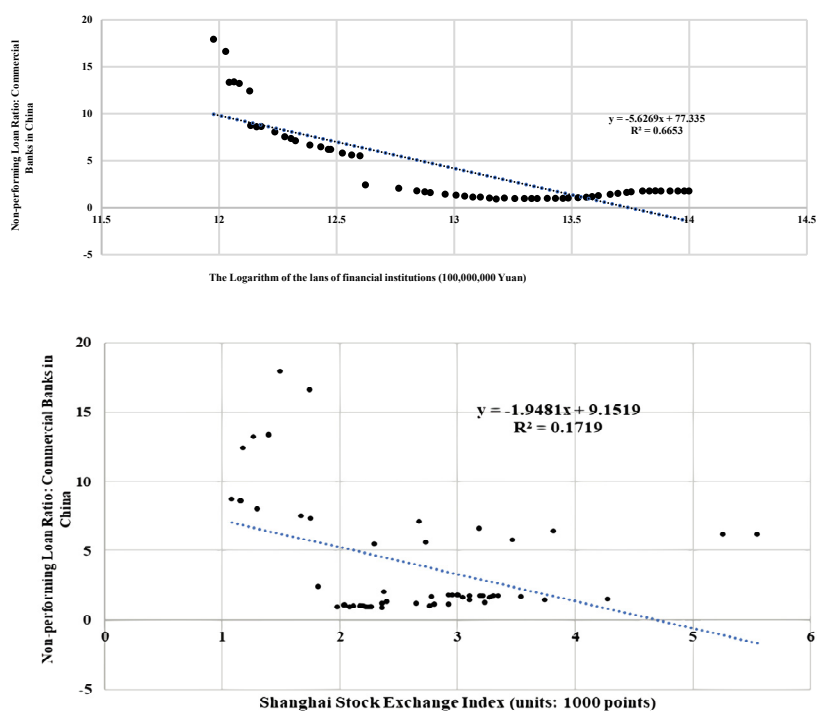 20
15
10
5
0
-5
11.5
12
12.5
13
13.5
14
14.5
Non-performing Loan Ratio: Commercial
Banks in China
y = -5.6269x + 77.335
R² = 0.6653
The Logarithm of the lans of financial institutions (100,000,000 Yuan)
20
15
10
5
0
-5
0
1
2
3
4
5
6
Non-performing Loan Ratio: Commercial Banks in
China
y = -1.9481x + 9.1519
R² = 0.1719
Shanghai Stock Exchange Index (units: 1000 points)